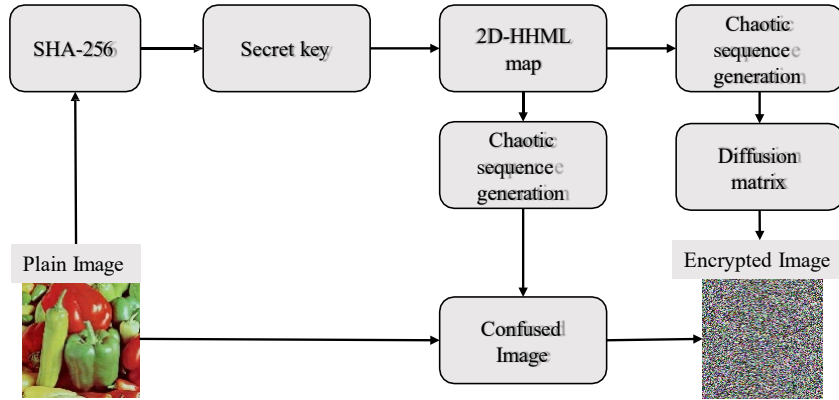 SHA-256
Secret key
2D-HHML
map
Chaotic
sequence
generation
Chaotic
sequence
generation
Diffusion
matrix
Plain Image
Encrypted Image
Confused
Image